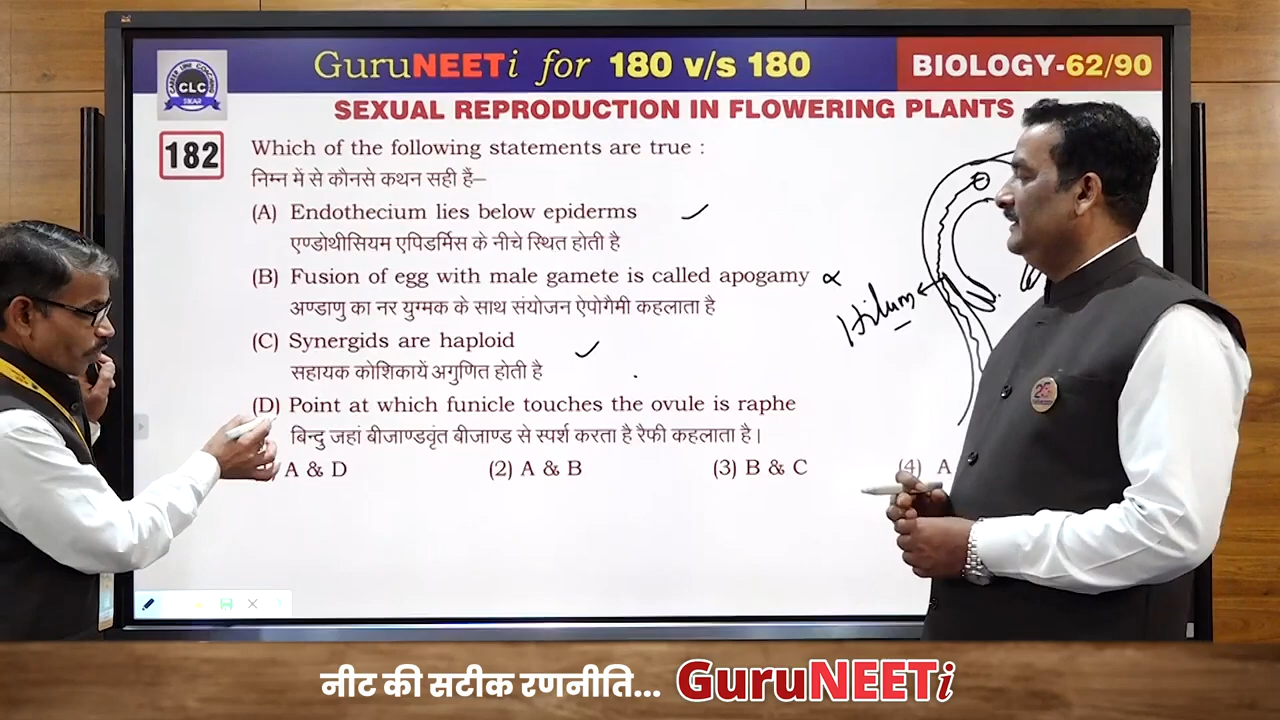 GuruNEETi for 180 v/s 180
BIOLOGY-62/90
CLC
SIKAR
SEXUAL REPRODUCTION IN FLOWERING PLANTS
182
Which of the following statements are true :
निम्न में से कौनसे कथन सही हैं–
(A) Endothecium lies below epiderms
एण्डोथीसियम एपिडर्मिस के नीचे स्थित होती है
(B) Fusion of egg with male gamete is called apogamy
अण्डाणु का नर युग्मक के साथ संयोजन ऐपोगैमी कहलाता है
Hilum
(C) Synergids are haploid
सहायक कोशिकायें अगुणित होती है
(D) Point at which funicle touches the ovule is raphe
बिन्दु जहां बीजाण्डवृंत बीजाण्ड से स्पर्श करता है रैफी कहलाता है।
A & D (2) A & B (3) B & C (4) A
नीट की सटीक रणनीति... GuruNEETi